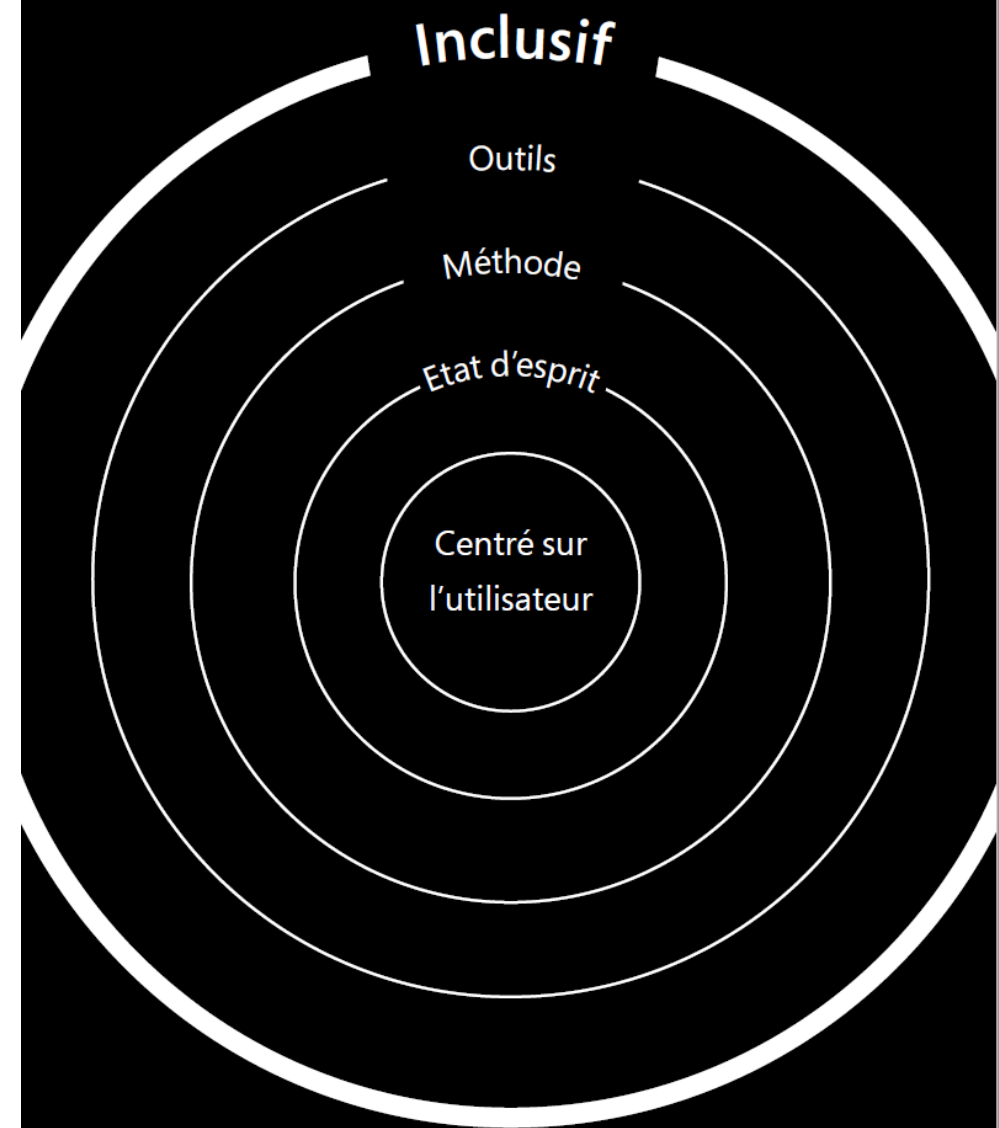 Inclusif
Outils
Méthode
Etat d'esprit
Centré sur
l'utilisateur